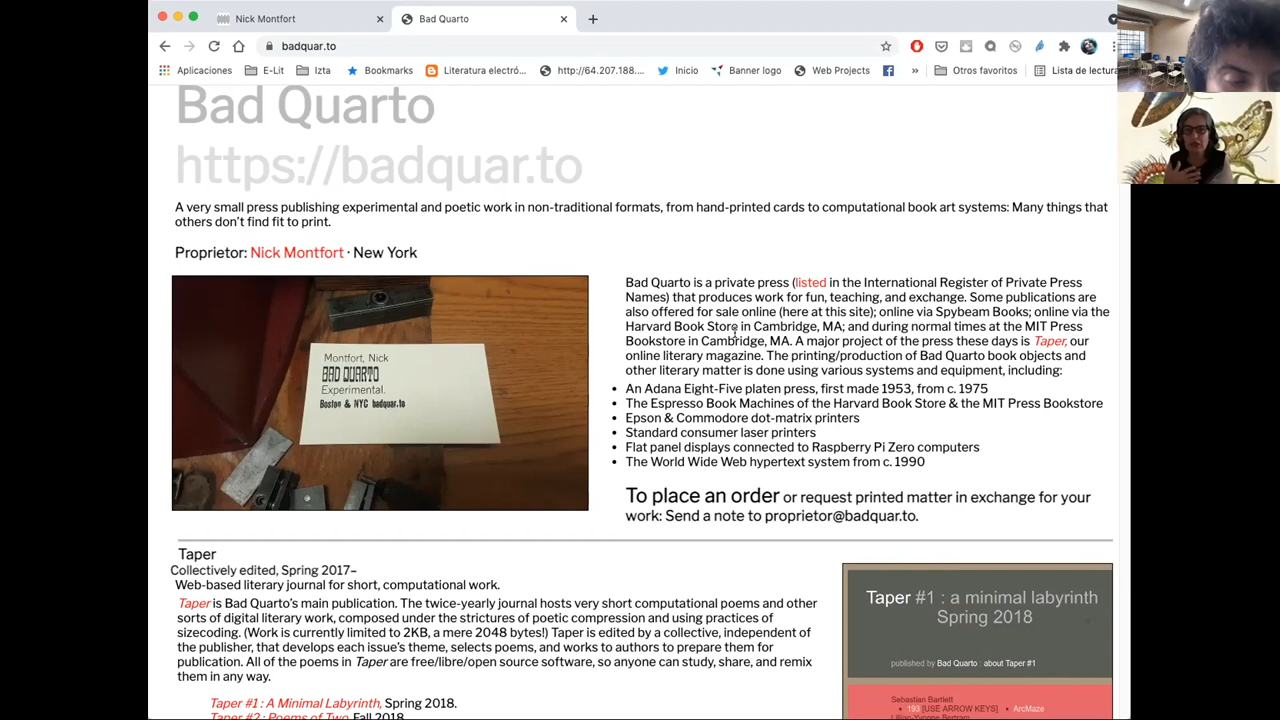 Nick Montfort
Bad Quarto
badquar.to
Aplicaciones
E-Lit
Izta
Bookmarks
Literatura electró...
http://64.207.188....
Inicio
Banner logo
Web Projects
»
Otros favoritos
Lista de lectura
Bad Quarto
https://badquar.to
A very small press publishing experimental and poetic work in non-traditional formats, from hand-printed cards to computational book art systems: Many things that
others don't find fit to print.
Proprietor: Nick Montfort · New York
Montfort, Nick
BAD QUARTO
Experimental.
Boston & NYC badquar.to
Bad Quarto is a private press (listed in the International Register of Private Press
Names) that produces work for fun, teaching, and exchange. Some publications are
also offered for sale online (here at this site); online via Spybeam Books; online via the
Harvard Book Store in Cambridge, MA; and during normal times at the MIT Press
Bookstore in Cambridge, MA. A major project of the press these days is Taper, our
online literary magazine. The printing/production of Bad Quarto book objects and
other literary matter is done using various systems and equipment, including:
• An Adana Eight-Five platen press, first made 1953, from c. 1975
• The Espresso Book Machines of the Harvard Book Store & the MIT Press Bookstore
• Epson & Commodore dot-matrix printers
• Standard consumer laser printers
• Flat panel displays connected to Raspberry Pi Zero computers
• The World Wide Web hypertext system from c. 1990
To place an order or request printed matter in exchange for your
work: Send a note to proprietor@badquar.to.
Taper
Collectively edited, Spring 2017–
Web-based literary journal for short, computational work.
Taper is Bad Quarto's main publication. The twice-yearly journal hosts very short computational poems and other
sorts of digital literary work, composed under the strictures of poetic compression and using practices of
sizecoding. (Work is currently limited to 2KB, a mere 2048 bytes!) Taper is edited by a collective, independent of
the publisher, that develops each issue's theme, selects poems, and works to authors to prepare them for
publication. All of the poems in Taper are free/libre/open source software, so anyone can study, share, and remix
them in any way.
Taper #1 : A Minimal Labyrinth, Spring 2018.
Taper #2 : Poems of Two, Fall 2018
Taper #1 : a minimal labyrinth
Spring 2018
published by Bad Quarto : about Taper #1
Sebastian Bartlett
• 193 [USE ARROW KEYS] • ArcMaze
Lillian-Yvonne Bertram